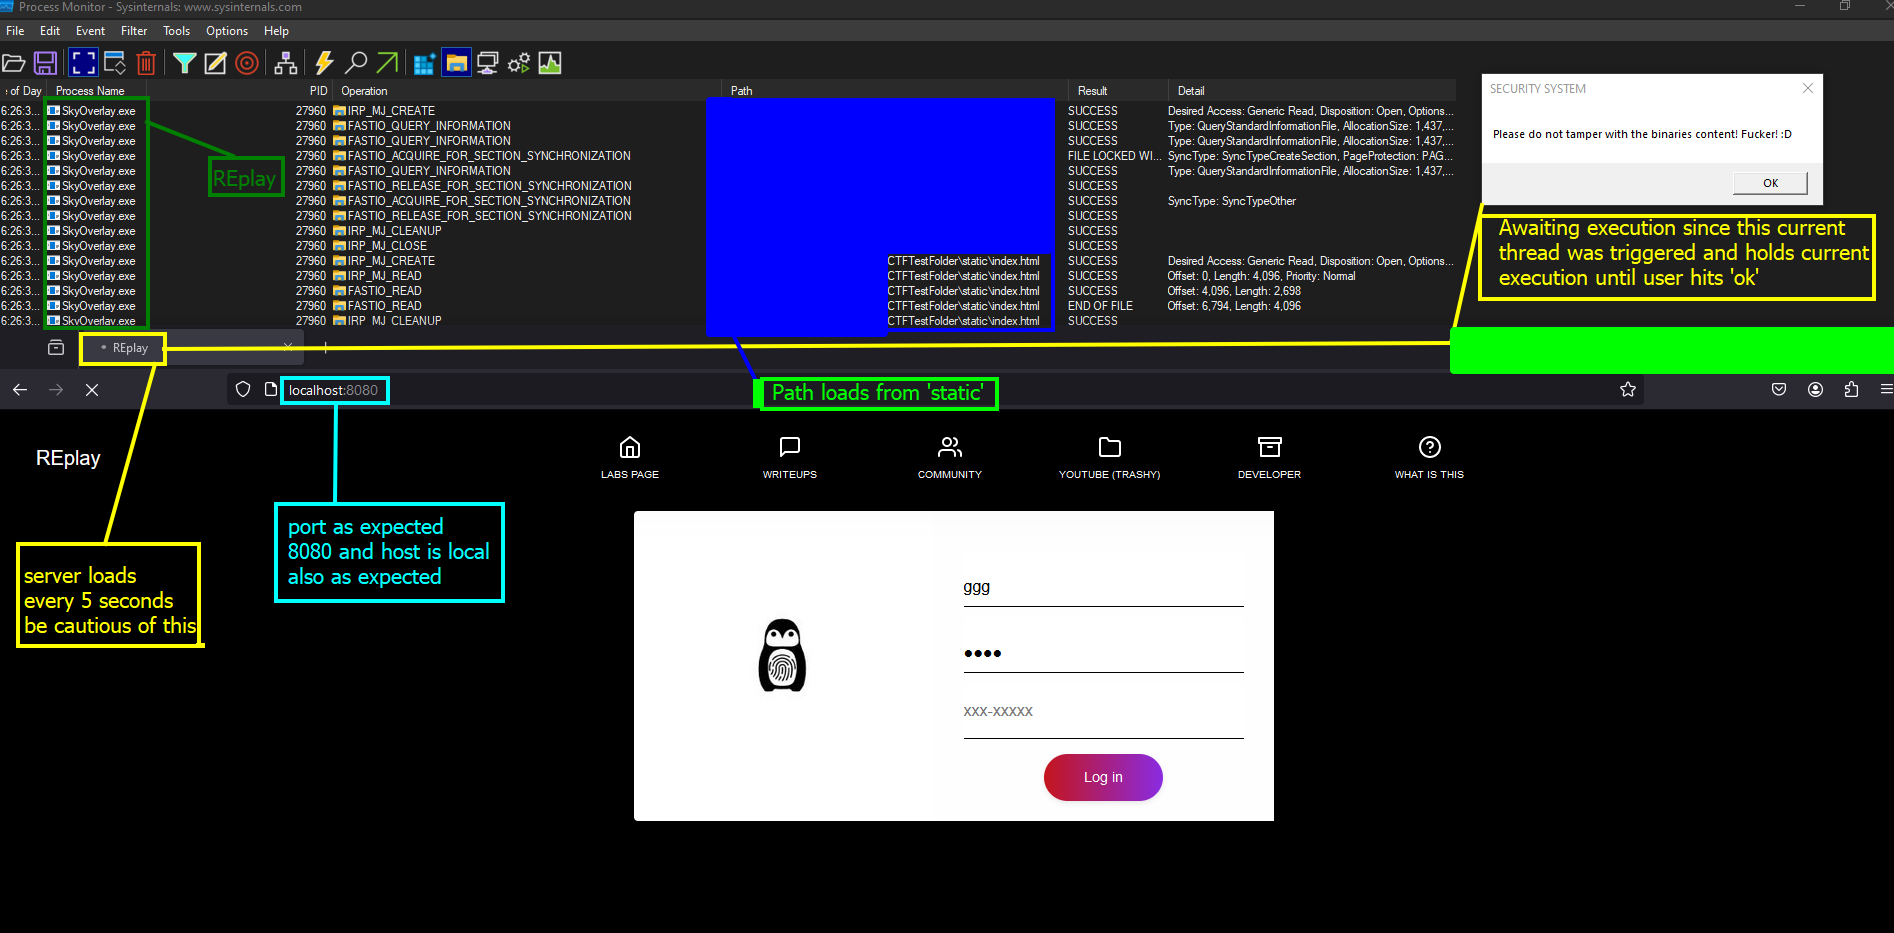 Process Monitor - Sysinternals: www.sysinternals.com
File Edit Event Filter Tools Options Help
of Day Process Name PID Operation Path Result Detail
6:26:3... SkyOverlay.exe 27960 IRP_MJ_CREATE SUCCESS Desired Access: Generic Read, Disposition: Open, Options...
6:26:3... SkyOverlay.exe 27960 FASTIO_QUERY_INFORMATION SUCCESS Type: QueryStandardInformationFile, AllocationSize: 1,437,...
6:26:3... SkyOverlay.exe 27960 FASTIO_QUERY_INFORMATION SUCCESS Type: QueryStandardInformationFile, AllocationSize: 1,437,...
6:26:3... SkyOverlay.exe 27960 FASTIO_ACQUIRE_FOR_SECTION_SYNCHRONIZATION FILE LOCKED WI... SyncType: SyncTypeCreateSection, PageProtection: PAG...
6:26:3... SkyOverlay.exe 27960 FASTIO_QUERY_INFORMATION SUCCESS Type: QueryStandardInformationFile, AllocationSize: 1,437,...
6:26:3... SkyOverlay.exe 27960 FASTIO_RELEASE_FOR_SECTION_SYNCHRONIZATION SUCCESS
6:26:3... SkyOverlay.exe 27960 FASTIO_ACQUIRE_FOR_SECTION_SYNCHRONIZATION SUCCESS SyncType: SyncTypeOther
6:26:3... SkyOverlay.exe 27960 FASTIO_RELEASE_FOR_SECTION_SYNCHRONIZATION SUCCESS
6:26:3... SkyOverlay.exe 27960 IRP_MJ_CLEANUP SUCCESS
6:26:3... SkyOverlay.exe 27960 IRP_MJ_CLOSE SUCCESS
6:26:3... SkyOverlay.exe 27960 IRP_MJ_CREATE CTFTestFolder\static\index.html SUCCESS Desired Access: Generic Read, Disposition: Open, Options...
6:26:3... SkyOverlay.exe 27960 IRP_MJ_READ CTFTestFolder\static\index.html SUCCESS Offset: 0, Length: 4,096, Priority: Normal
6:26:3... SkyOverlay.exe 27960 FASTIO_READ CTFTestFolder\static\index.html SUCCESS Offset: 4,096, Length: 2,698
6:26:3... SkyOverlay.exe 27960 FASTIO_READ CTFTestFolder\static\index.html END OF FILE Offset: 6,794, Length: 4,096
6:26:3... SkyOverlay.exe 27960 IRP_MJ_CLEANUP CTFTestFolder\static\index.html SUCCESS
REplay
SECURITY SYSTEM
Please do not tamper with the binaries content! Fucker! :D
OK
Awaiting execution since this current
thread was triggered and holds current
execution until user hits 'ok'
REplay
localhost:8080
Path loads from 'static'
REplay
LABS PAGE WRITEUPS COMMUNITY YOUTUBE (TRASHY) DEVELOPER WHAT IS THIS
port as expected
8080 and host is local
also as expected
server loads
every 5 seconds
be cautious of this
ggg
xxx-xxxxx
Log in